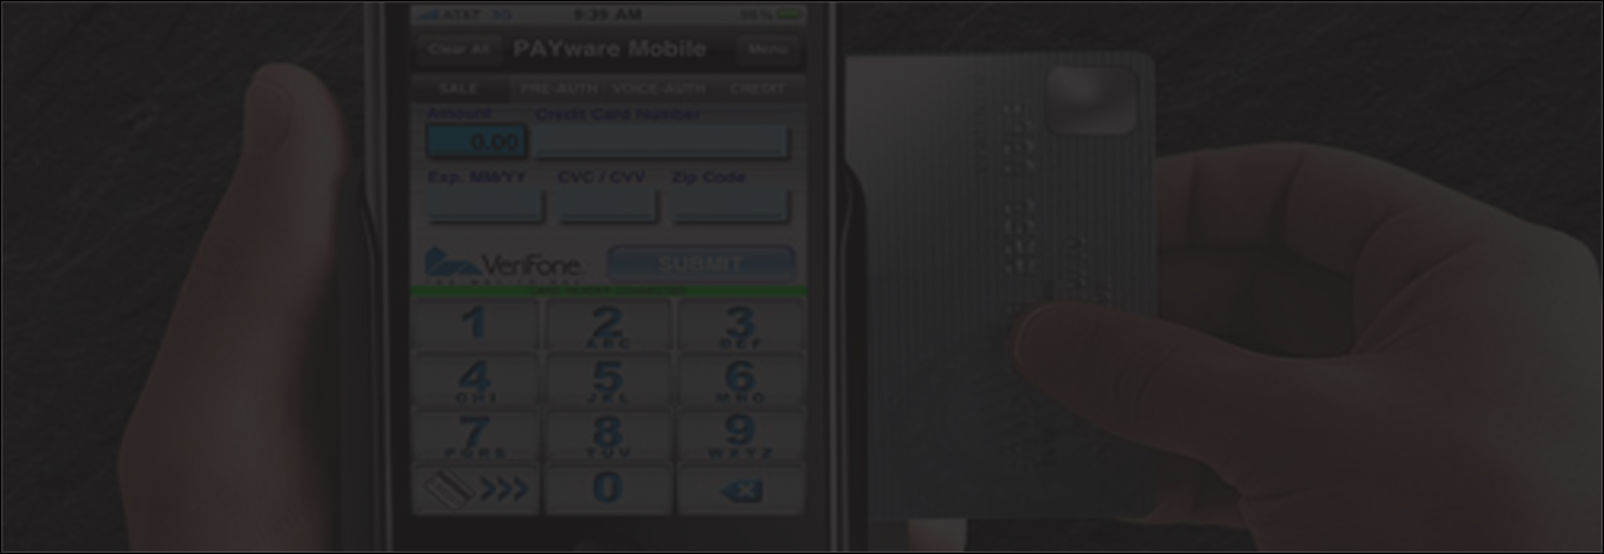 AT&T 3G 9:39 AM 96%
Clear All PAYware Mobile Menu
SALE PRE-AUTH VOICE-AUTH CREDIT
Amount Credit Card Number
0.00
Exp. MM/YY CVC / CVV Zip Code
VeriFone SUBMIT
1 2 3
ABC DEF
4 5 6
GHI JKL MNO
7 8 9
PQRS TUV WXYZ
>>> 0